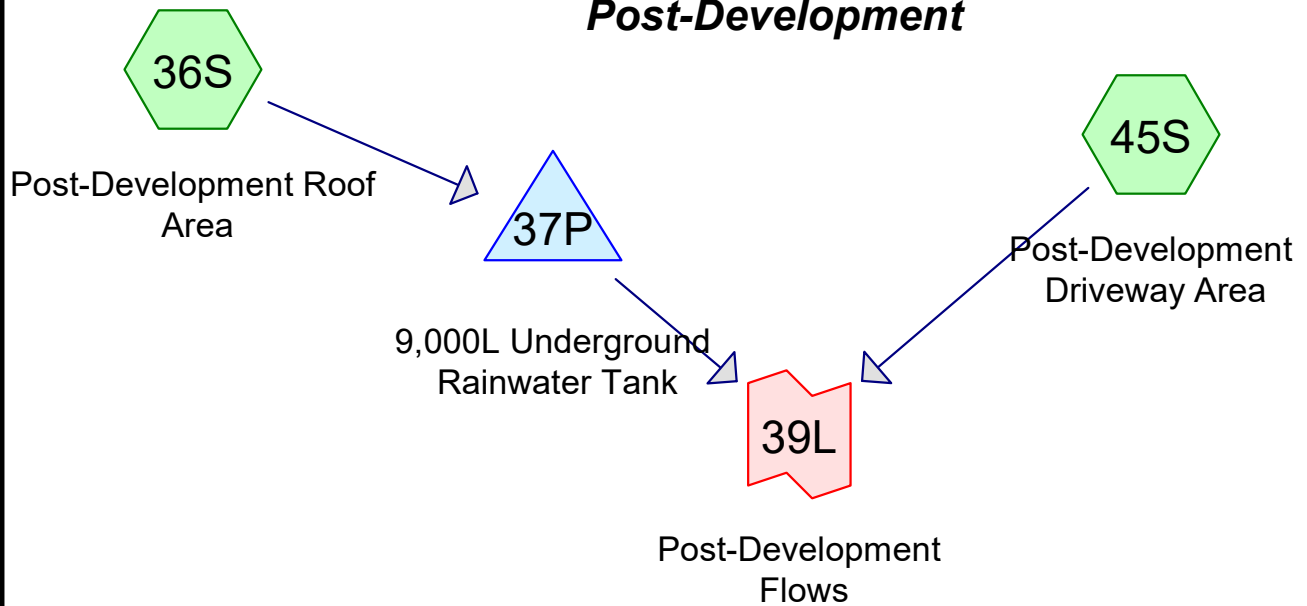 Post-Development
36S
Post-Development Roof
Area
37P
9,000L Underground
Rainwater Tank
45S
Post-Development
Driveway Area
39L
Post-Development
Flows